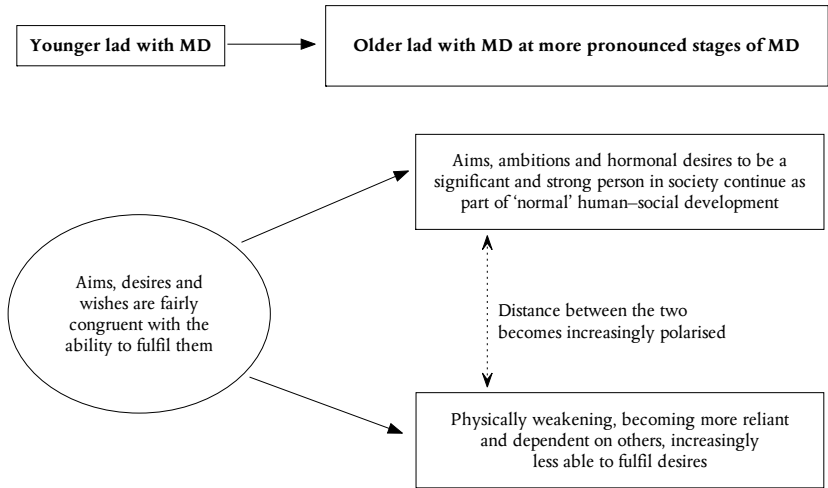 Younger lad with MD
Older lad with MD at more pronounced stages of MD
Aims, ambitions and hormonal desires to be a
significant and strong person in society continue as
part of ‘normal’ human–social development
Aims, desires and
wishes are fairly
congruent with the
ability to fulfil them
Distance between the two
becomes increasingly polarised
Physically weakening, becoming more reliant
and dependent on others, increasingly
less able to fulfil desires